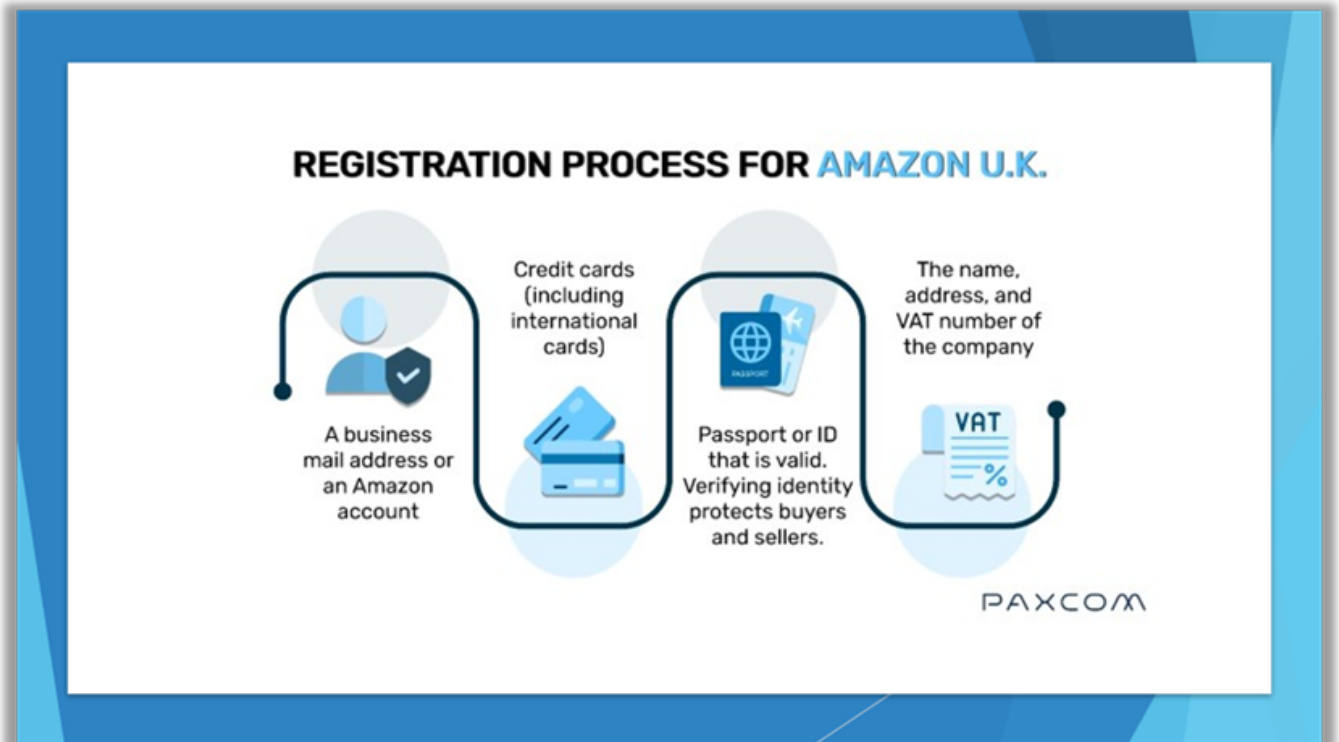 REGISTRATION PROCESS FOR AMAZON U.K.
A business
mail address or
an Amazon
account
Credit cards
(including
international
cards)
PASSPORT
Passport or ID
that is valid.
Verifying identity
protects buyers
and sellers.
The name,
address, and
VAT number of
the company
VAT
%
PAXCOM